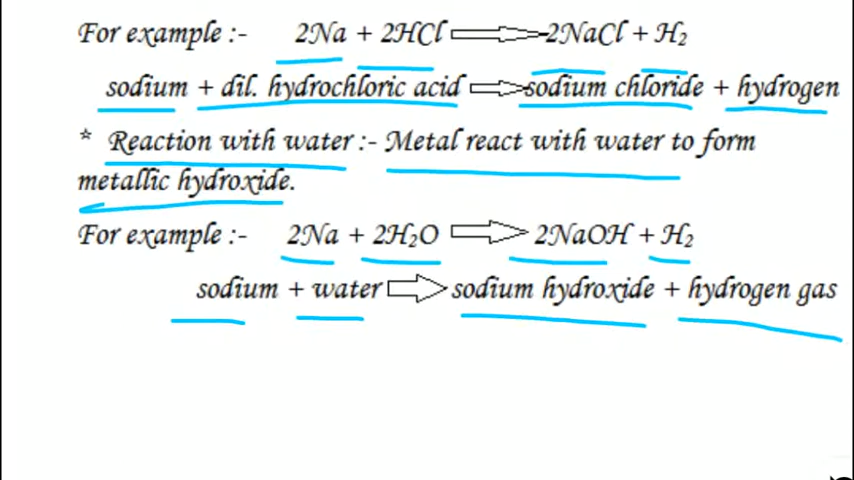 For example :- 2Na + 2HCl ⇨ 2NaCl + H₂
sodium + dil. hydrochloric acid ⇨ sodium chloride + hydrogen
* Reaction with water :- Metal react with water to form
metallic hydroxide.
For example :- 2Na + 2H₂O ⇨ 2NaOH + H₂
sodium + water ⇨ sodium hydroxide + hydrogen gas